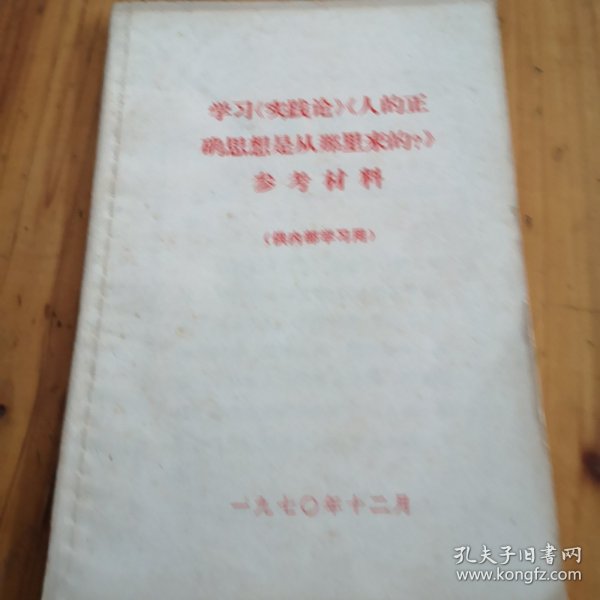 学习《实践论》《人的正
确思想是从那里来的？》
参考材料
（供内部学习用）
一九七〇年十二月
孔夫子旧书网
www.kongfz.com